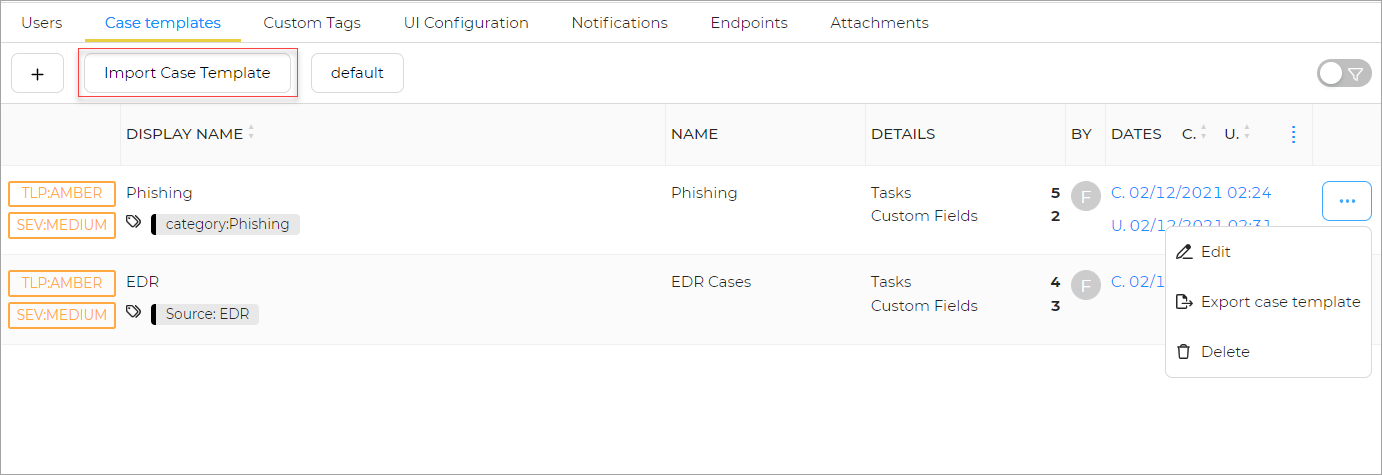 Users Case templates Custom Tags UI Configuration Notifications Endpoints Attachments
+ Import Case Template default
DISPLAY NAME NAME DETAILS BY DATES C. U.
TLP:AMBER Phishing Phishing Tasks 5 F C. 02/12/2021 02:24
SEV:MEDIUM category:Phishing Custom Fields 2 U. 02/12/2021 02:31
Edit
TLP:AMBER EDR EDR Cases Tasks 4 F C. 02/1
Export case template
SEV:MEDIUM Source: EDR Custom Fields 3
Delete